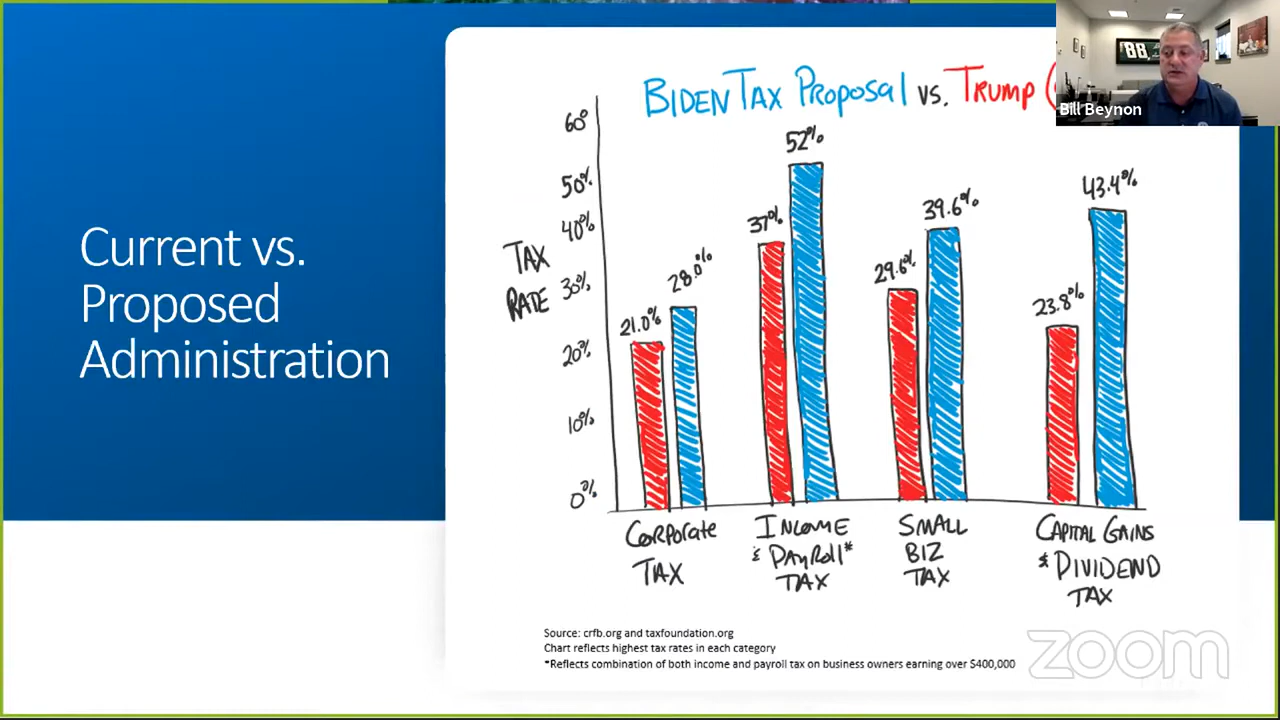 Current vs.
Proposed
Administration
BIDEN TAX PROPOSAL vs. TRUMP (
TAX
RATE
60%
50%
40%
30%
20%
10%
0%
21.0%
28.0%
37%
52%
29.6%
39.6%
23.8%
43.4%
CORPORATE
TAX
INCOME
& PAYROLL*
TAX
SMALL
BIZ
TAX
CAPITAL GAINS
& DIVIDEND
TAX
Source: crfb.org and taxfoundation.org
Chart reflects highest tax rates in each category
*Reflects combination of both income and payroll tax on business owners earning over $400,000
88
Bill Beynon
zoom